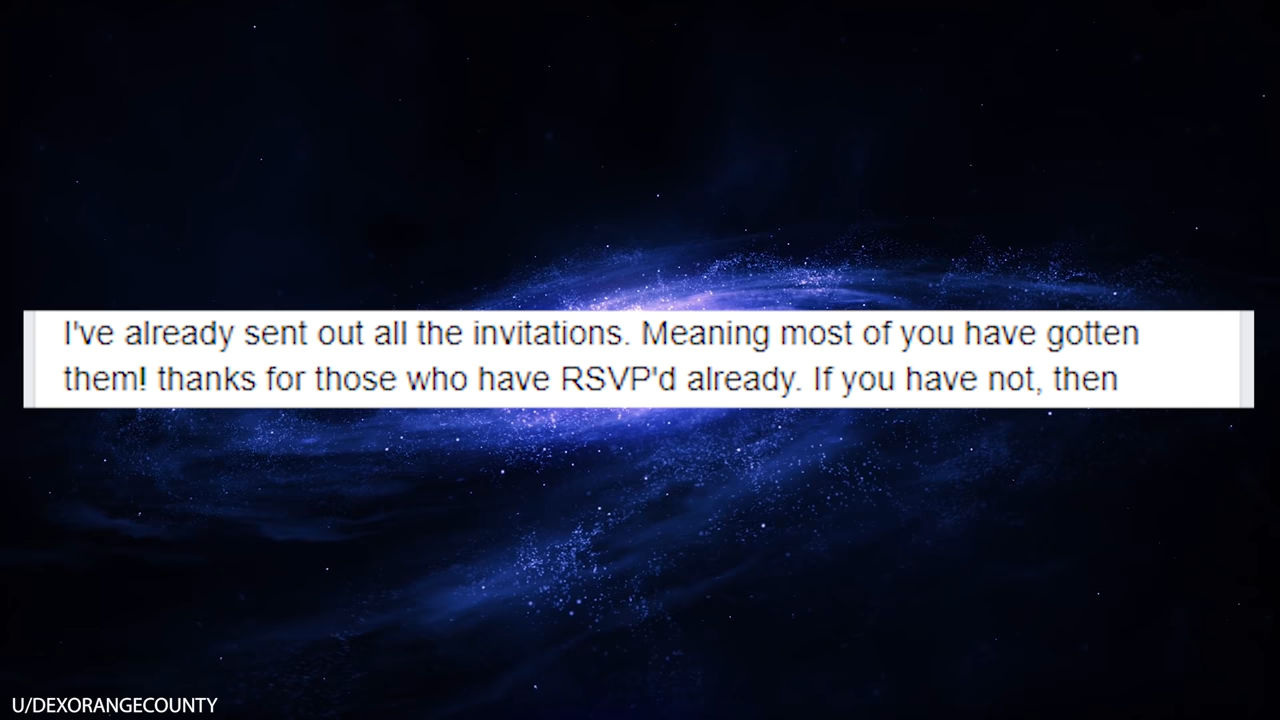 I've already sent out all the invitations. Meaning most of you have gotten
them! thanks for those who have RSVP'd already. If you have not, then
U/DEXORANGECOUNTY